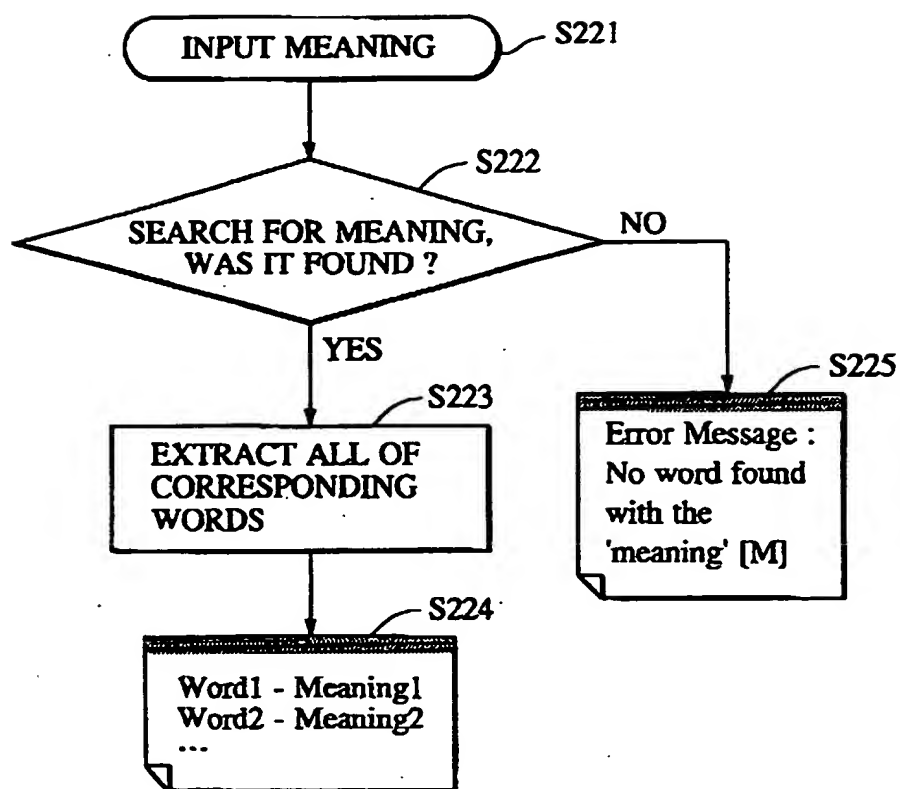 INPUT MEANING
S221
S222
SEARCH FOR MEANING,
WAS IT FOUND ?
NO
YES
S223
EXTRACT ALL OF
CORRESPONDING
WORDS
S225
Error Message :
No word found
with the
'meaning' [M]
S224
Word1 - Meaning1
Word2 - Meaning2
...